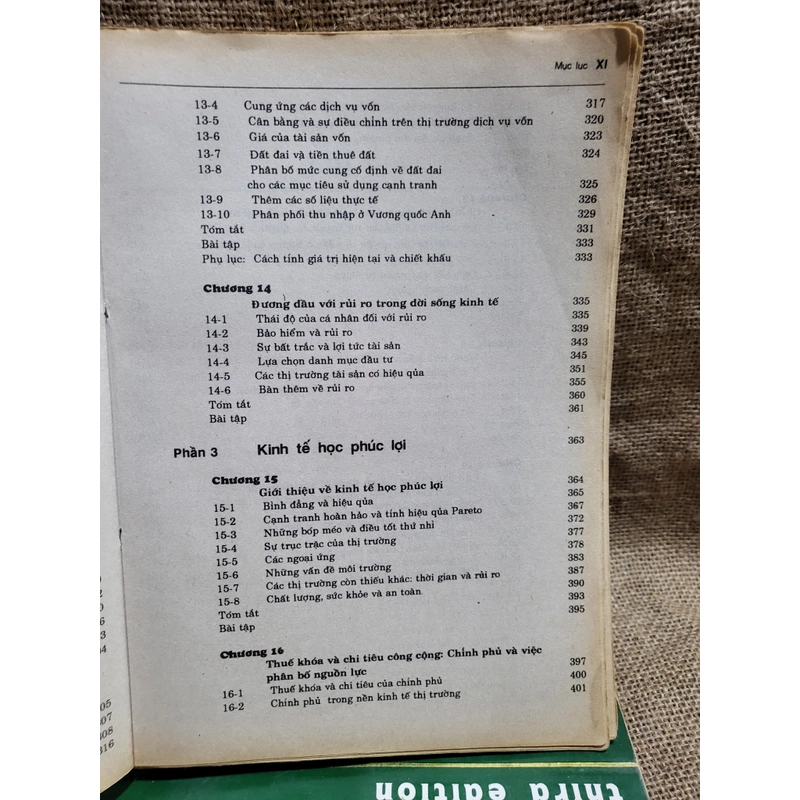 Mục lục XI
13-4 Cung ứng các dịch vụ vốn 317
13-5 Cân bằng và sự điều chỉnh trên thị trường dịch vụ vốn 320
13-6 Giá của tài sản vốn 323
13-7 Đất đai và tiền thuê đất 324
13-8 Phân bố mức cung cố định về đất đai
cho các mục tiêu sử dụng cạnh tranh 325
13-9 Thêm các số liệu thực tế 326
13-10 Phân phối thu nhập ở Vương quốc Anh 329
Tóm tắt 331
Bài tập 333
Phụ lục: Cách tính giá trị hiện tại và chiết khấu 333
Chương 14
Đương đầu với rủi ro trong đời sống kinh tế 335
14-1 Thái độ của cá nhân đối với rủi ro 335
14-2 Bảo hiểm và rủi ro 339
14-3 Sự bất trắc và lợi tức tài sản 343
14-4 Lựa chọn danh mục đầu tư 345
14-5 Các thị trường tài sản có hiệu quả 351
14-6 Bàn thêm về rủi ro 355
Tóm tắt 360
Bài tập 361
Phần 3 Kinh tế học phúc lợi 363
Chương 15
Giới thiệu về kinh tế học phúc lợi 364
15-1 Bình đẳng và hiệu quả 365
15-2 Cạnh tranh hoàn hảo và tính hiệu quả Pareto 367
15-3 Những bóp méo và điều tốt thứ nhì 372
15-4 Sự trục trặc của thị trường 377
15-5 Các ngoại ứng 378
15-6 Những vấn đề môi trường 383
15-7 Các thị trường còn thiếu khác: thời gian và rủi ro 387
15-8 Chất lượng, sức khỏe và an toàn 390
Tóm tắt 393
Bài tập 395
Chương 16
Thuế khóa và chi tiêu công cộng: Chính phủ và việc
phân bố nguồn lực 397
16-1 Thuế khóa và chi tiêu của chính phủ 400
16-2 Chính phủ trong nền kinh tế thị trường 401
05
07
308
316
third edition